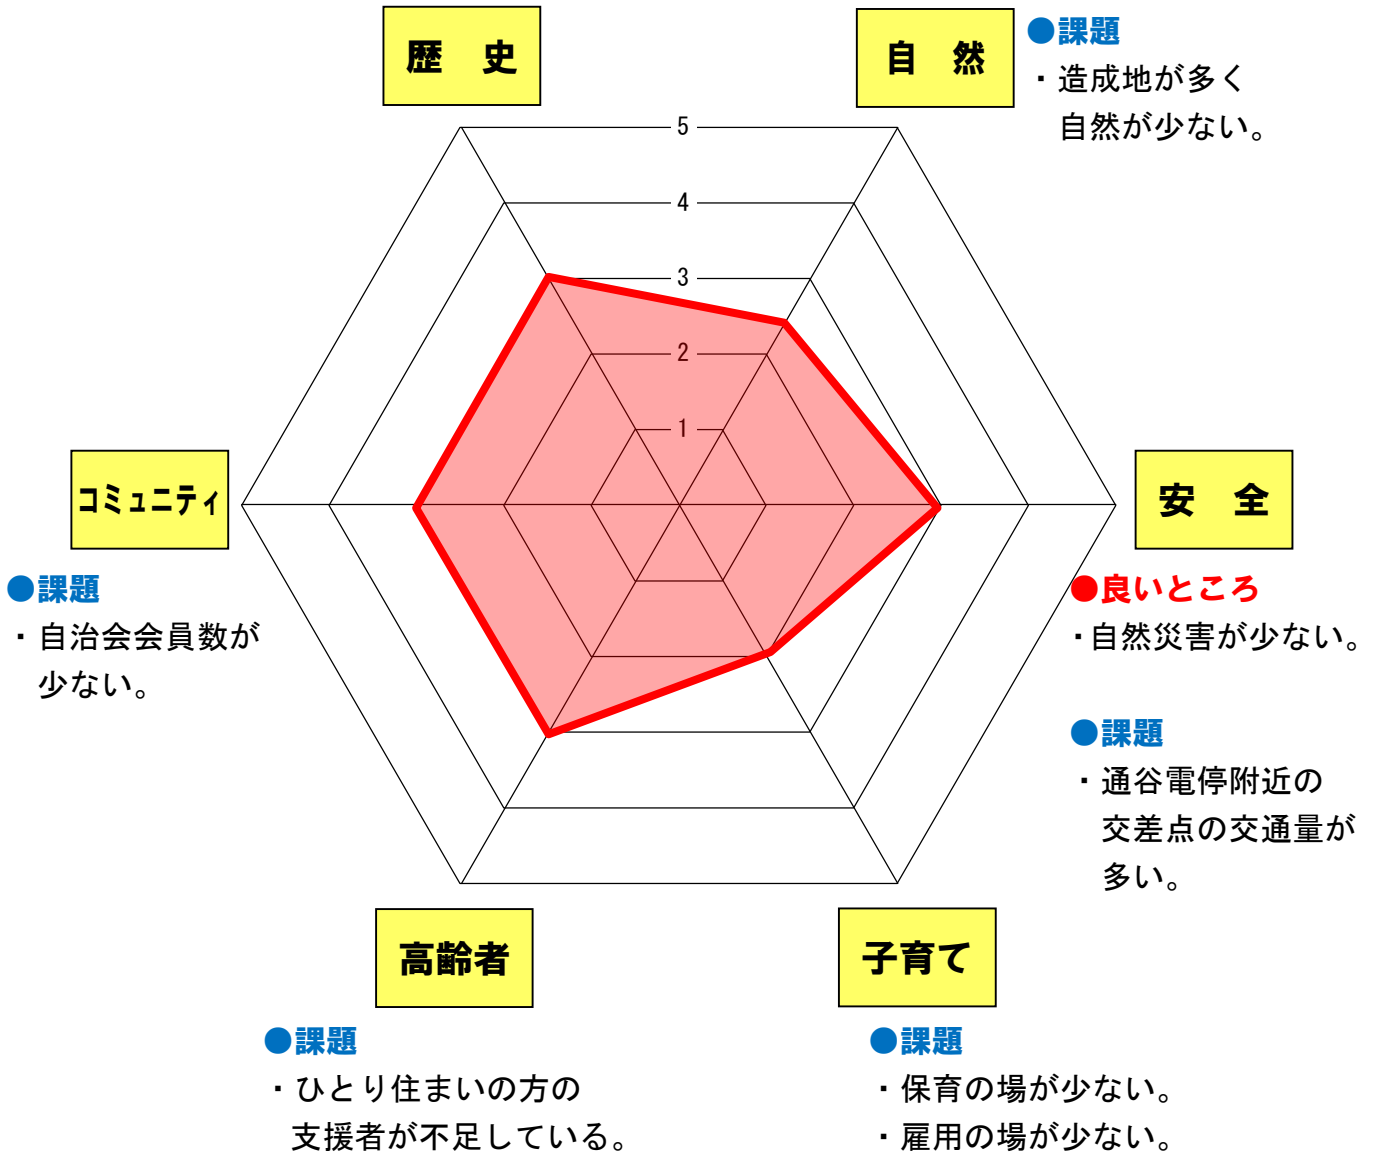 歴　史
自　然
●課題
・造成地が多く
自然が少ない。
5
4
3
2
1
コミュニティ
●課題
・自治会会員数が
少ない。
安　全
●良いところ
・自然災害が少ない。
●課題
・通谷電停附近の
交差点の交通量が
多い。
高齢者
●課題
・ひとり住まいの方の
支援者が不足している。
子育て
●課題
・保育の場が少ない。
・雇用の場が少ない。